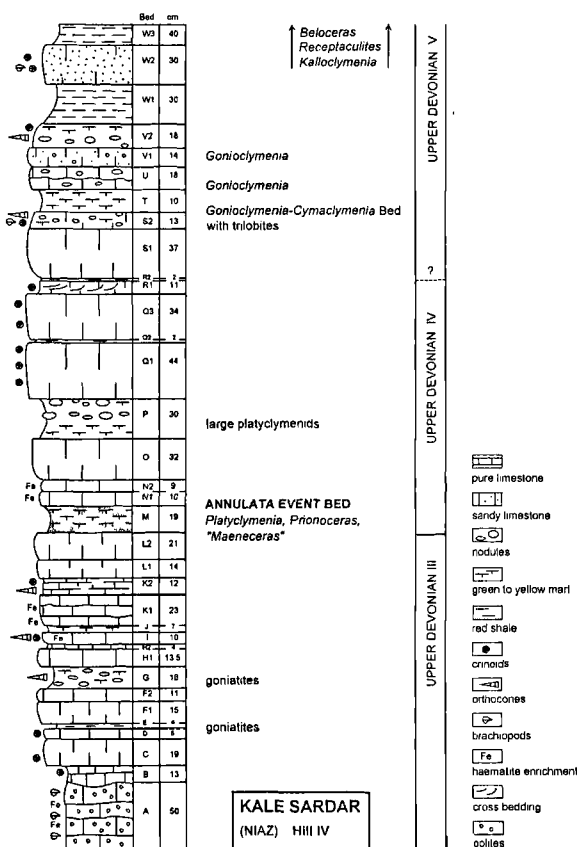 Bed cm
W3 40
W2 30
W1 30
V2 18
V1 14
U 18
T 10
S2 13
S1 37
R2 2
R1 11
Q3 34
Q2 2
Q1 44
P 30
O 32
Fe N2 9
Fe N1 10
M 19
L2 21
L1 14
K2 12
Fe K1 23
Fe
J 7
Fe I 10
H2 4
H1 13.5
G 18
F2 11
F1 15
E
D
C 19
B 13
A 50
Fe
Fe
Beloceras
Receptaculites
Kalloclymenia
Gonioclymenia
Gonioclymenia
Gonioclymenia-Cymaclymenia Bed
with trilobites
large platyclymenids
ANNULATA EVENT BED
Platyclymenia, Prionoceras,
"Maeneceras"
goniatites
goniatites
KALE SARDAR
(NIAZ) Hill IV
UPPER DEVONIAN V
?
UPPER DEVONIAN IV
UPPER DEVONIAN III
pure limestone
sandy limestone
nodules
green to yellow marl
red shale
crinoids
orthocones
brachiopods
Fe
haematite enrichment
cross bedding
oolites